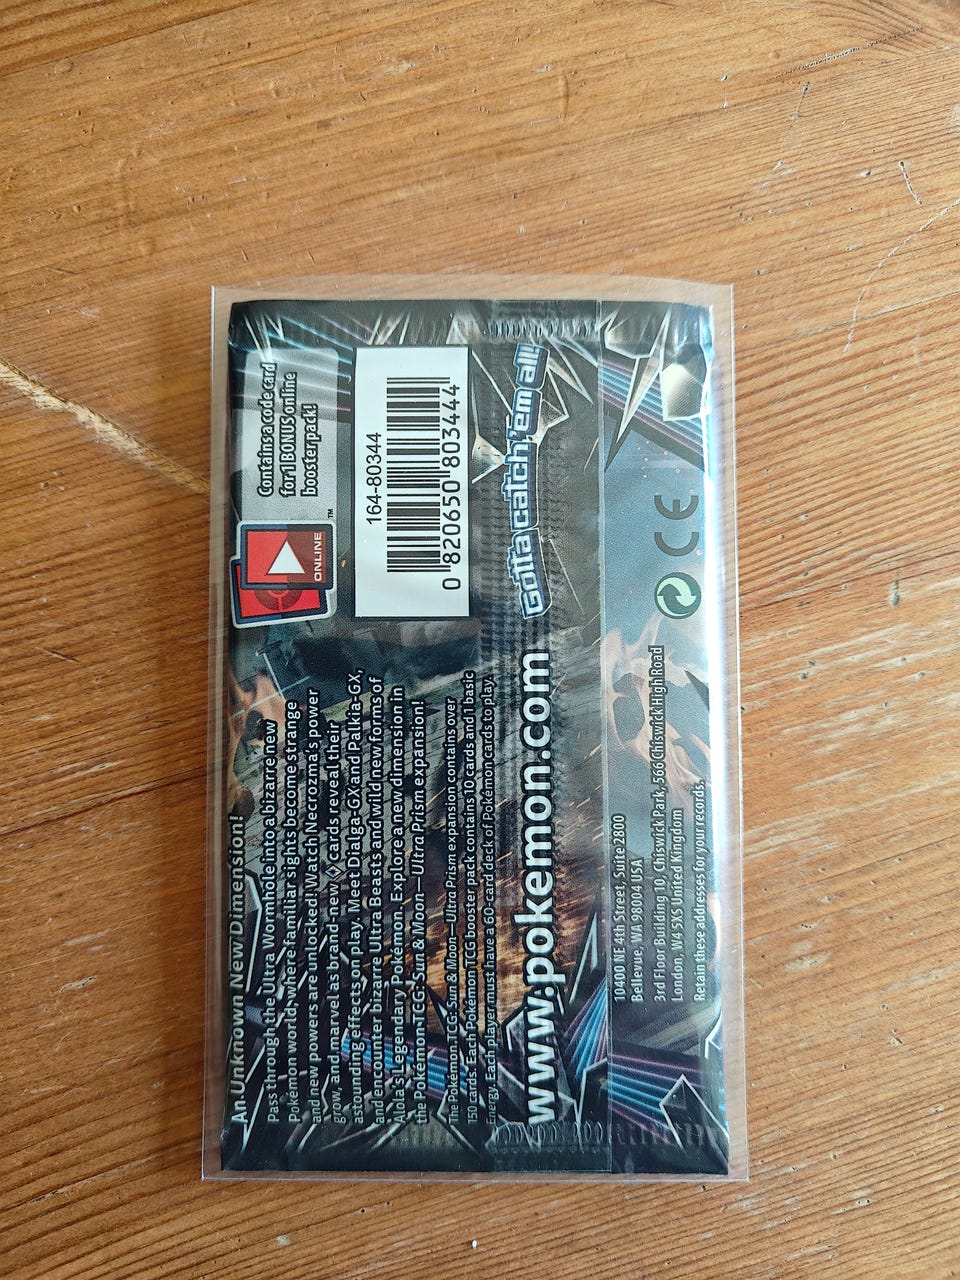 An Unknown New Dimension!
Pass through the Ultra Wormhole into a bizarre new
Pokémon world, where familiar sights become strange
and new powers are unlocked! Watch Necrozma's power
grow, and marvel as brand-new ◇ cards reveal their
astounding effects on play. Meet Dialga-GX and Palkia-GX,
and encounter bizarre Ultra Beasts and wild new forms of
Alola's Legendary Pokémon. Explore a new dimension in
the Pokémon TCG: Sun & Moon—Ultra Prism expansion!
The Pokémon TCG: Sun & Moon—Ultra Prism expansion contains over
150 cards. Each Pokémon TCG booster pack contains 10 cards and 1 basic
Energy. Each player must have a 60-card deck of Pokémon cards to play.
www.pokemon.com
ONLINE
TM
Contains a code card
for 1 BONUS online
booster pack!
164-80344
0 820650 803444
Gotta catch 'em all!
10400 NE 4th Street, Suite 2800
Bellevue, WA 98004 USA
3rd Floor Building 10, Chiswick Park, 566 Chiswick High Road
London, W4 5XS United Kingdom
Retain these addresses for your records.
CE